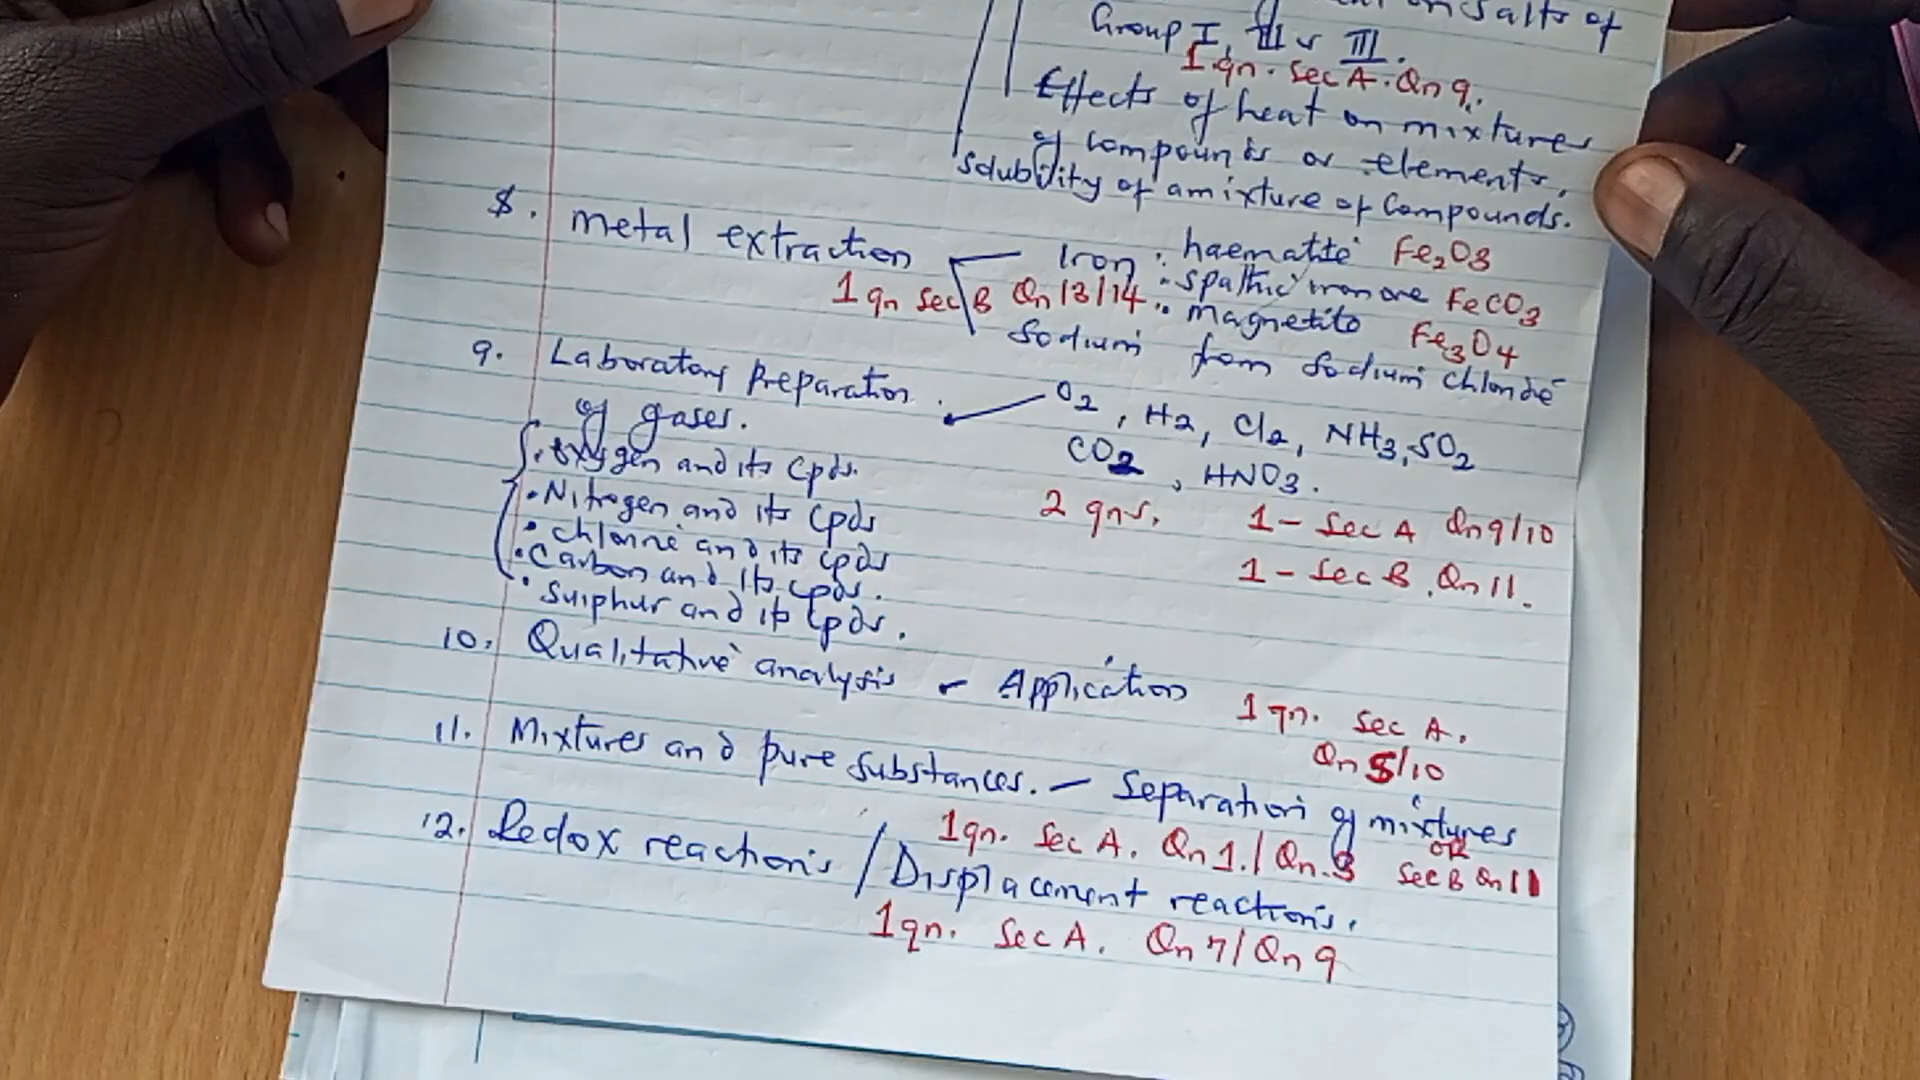 on salts of
Group I, II & III.
1 qn. Sec A. Qn 9.
Effects of heat on mixtures
of compounds or elements.
Solubility of a mixture of Compounds.
8. Metal extraction
Iron : haematite Fe2O3
: Spathic iron ore FeCO3
1 qn Sec B Qn 13/14 : magnetite Fe3O4
Sodium from Sodium chloride
9. Laboratory Preparation
of gases.
O2, H2, Cl2, NH3, SO2
CO2, HNO3.
• Oxygen and its Cpds.
• Nitrogen and its Cpds
• Chlorine and its cpds
• Carbon and its cpds.
• Sulphur and its Cpds.
2 qns. 1 - Sec A Qn 9/10
1 - Sec B. Qn 11.
10. Qualitative analysis - Application
1 qn. Sec A.
Qn 5/10
11. Mixtures and pure substances. - Separation of mixtures
1 qn. Sec A. Qn 1. / Qn. 3 OR Sec B Qn 11
12. Redox reactions / Displacement reactions.
1 qn. Sec A. Qn 7/ Qn 9